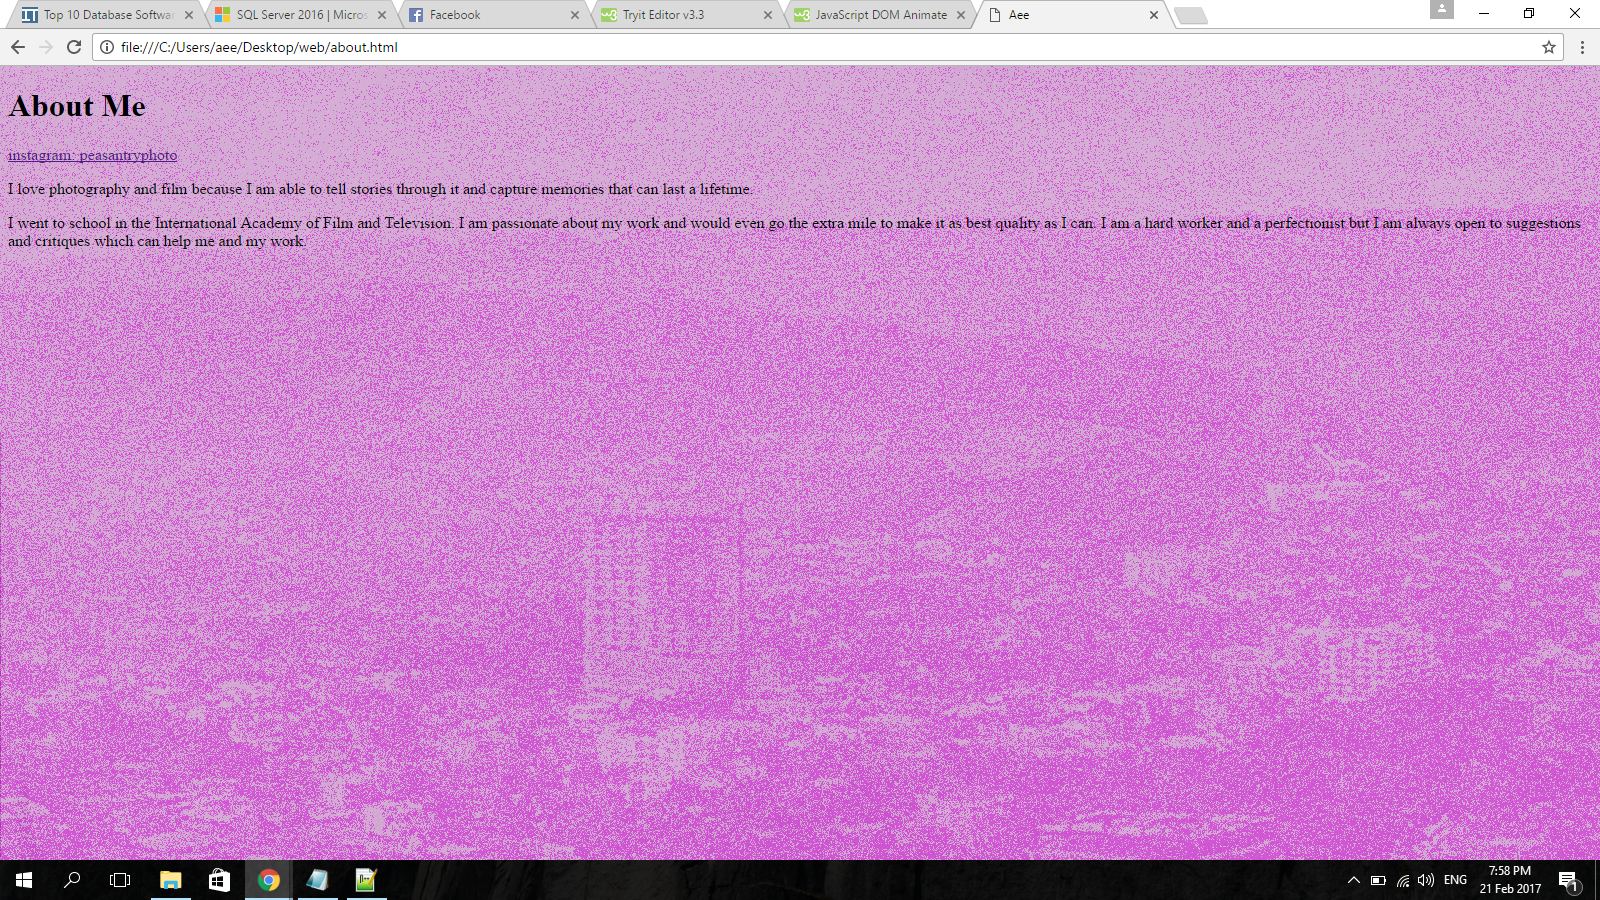 Top 10 Database Softwar
SQL Server 2016 | Micros
Facebook
Tryit Editor v3.3
JavaScript DOM Animate
Aee
file:///C:/Users/aee/Desktop/web/about.html
About Me
instagram: peasantryphoto
I love photography and film because I am able to tell stories through it and capture memories that can last a lifetime.
I went to school in the International Academy of Film and Television. I am passionate about my work and would even go the extra mile to make it as best quality as I can. I am a hard worker and a perfectionist but I am always open to suggestions
and critiques which can help me and my work.
ENG
7:58 PM
21 Feb 2017
1